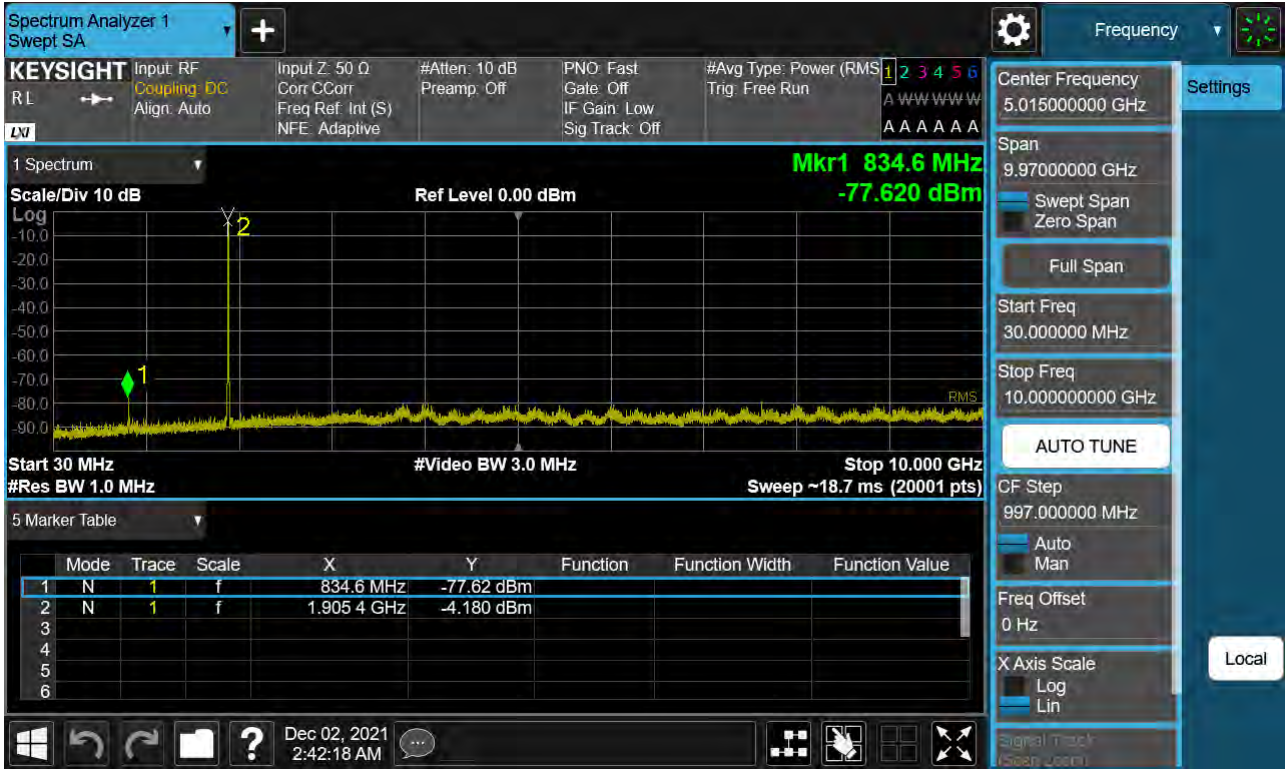 Spectrum Analyzer 1
Swept SA
+
Frequency
KEYSIGHT
RL
LXI
Input: RF
Coupling: DC
Align: Auto
Input Z: 50 Ω
Corr CCorr
Freq Ref: Int (S)
NFE: Adaptive
#Atten: 10 dB
Preamp: Off
PNO: Fast
Gate: Off
IF Gain: Low
Sig Track: Off
#Avg Type: Power (RMS
Trig: Free Run
1 2 3 4 5 6
A W W W W W
A A A A A A
1 Spectrum
Scale/Div 10 dB
Ref Level 0.00 dBm
Mkr1 834.6 MHz
-77.620 dBm
Log
-10.0
-20.0
-30.0
-40.0
-50.0
-60.0
-70.0
-80.0
-90.0
1
2
RMS
Start 30 MHz
#Video BW 3.0 MHz
Stop 10.000 GHz
#Res BW 1.0 MHz
Sweep ~18.7 ms (20001 pts)
5 Marker Table
Mode Trace Scale X Y Function Function Width Function Value
1 N 1 f 834.6 MHz -77.62 dBm
2 N 1 f 1.905 4 GHz -4.180 dBm
3
4
5
6
?
Dec 02, 2021
2:42:18 AM
Center Frequency
5.015000000 GHz
Span
9.97000000 GHz
Swept Span
Zero Span
Full Span
Start Freq
30.000000 MHz
Stop Freq
10.000000000 GHz
AUTO TUNE
CF Step
997.000000 MHz
Auto
Man
Freq Offset
0 Hz
X Axis Scale
Log
Lin
Signal Track
(Span Zoom)
Settings
Local